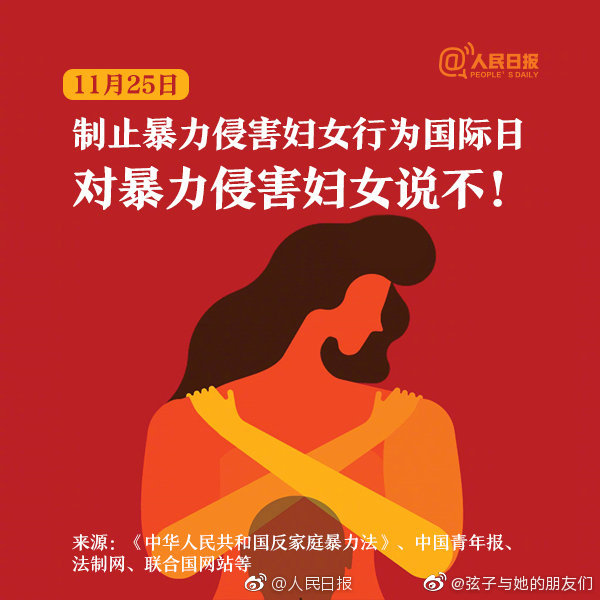 @人民日报
PEOPLE'S DAILY
11月25日
制止暴力侵害妇女行为国际日
对暴力侵害妇女说不！
来源：《中华人民共和国反家庭暴力法》、中国青年报、
法制网、联合国网站等
@人民日报
@弦子与她的朋友们